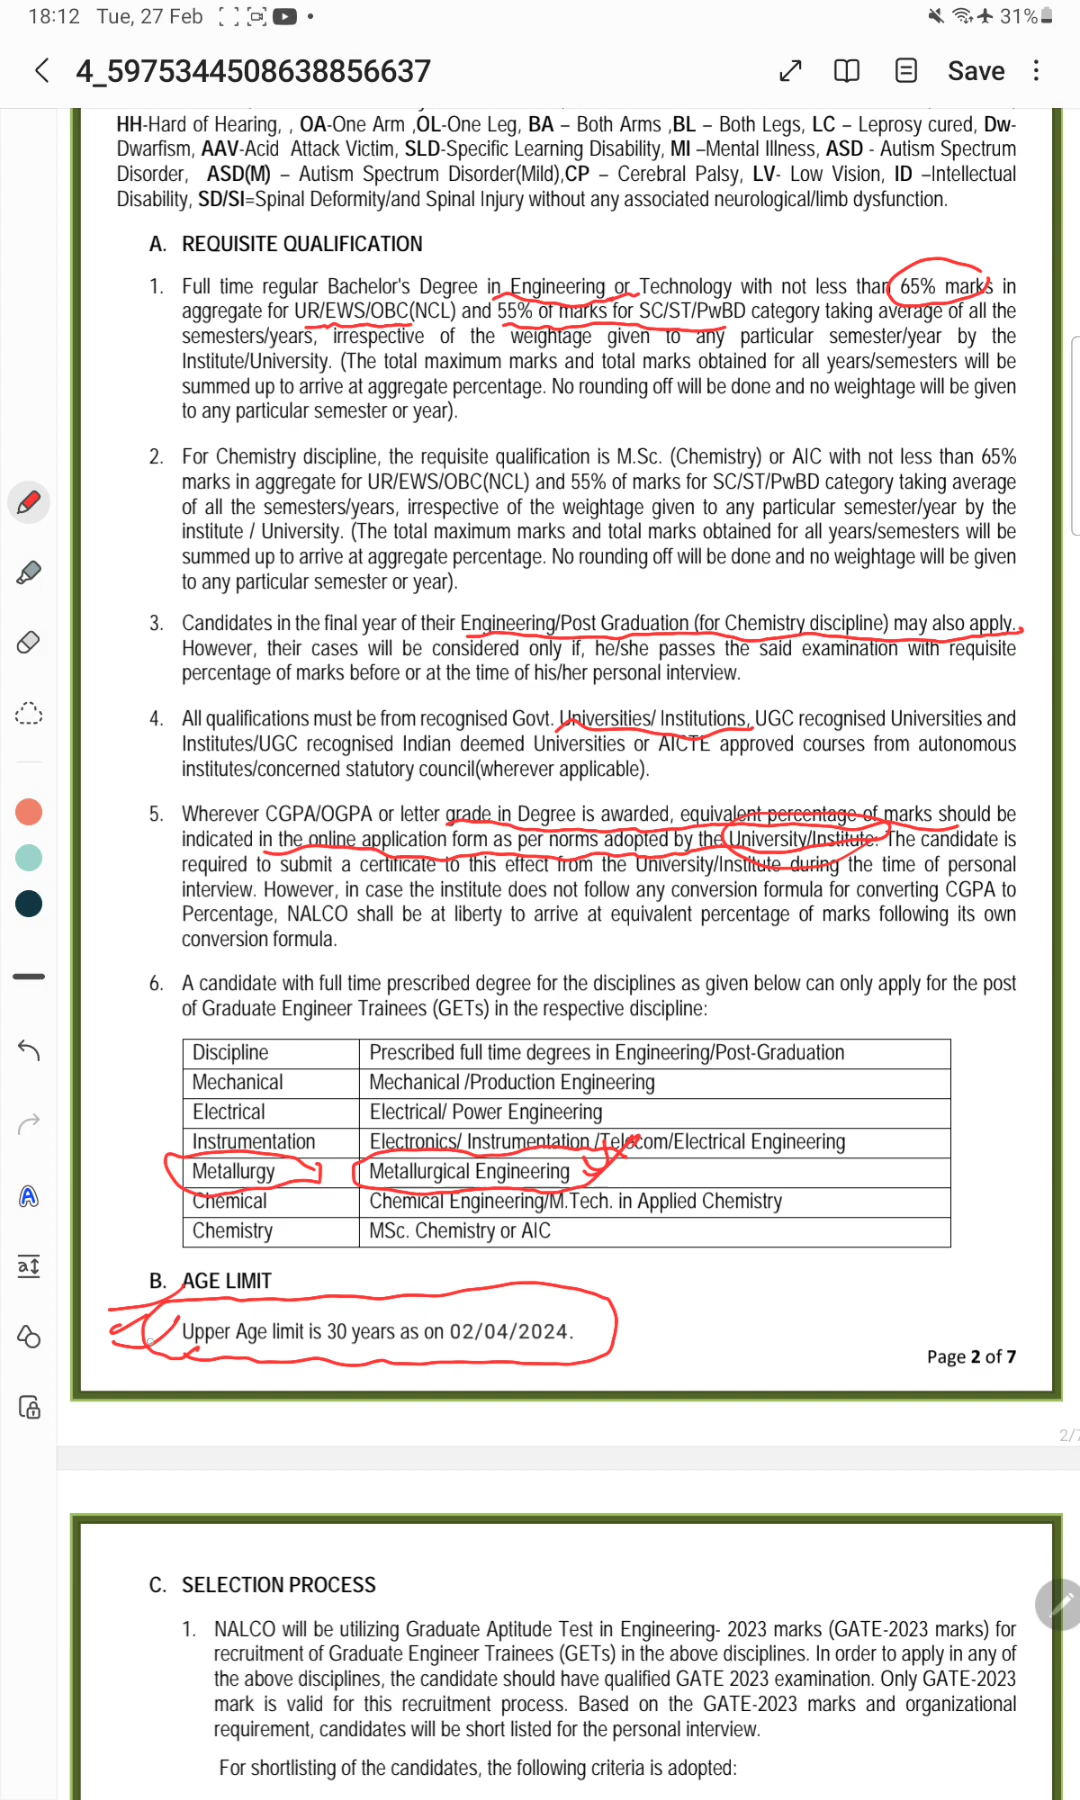 18:12 Tue, 27 Feb
31%
4_5975344508638856637
Save
HH-Hard of Hearing, , OA-One Arm ,OL-One Leg, BA – Both Arms ,BL – Both Legs, LC – Leprosy cured, Dw-
Dwarfism, AAV-Acid Attack Victim, SLD-Specific Learning Disability, MI –Mental Illness, ASD - Autism Spectrum
Disorder, ASD(M) – Autism Spectrum Disorder(Mild),CP – Cerebral Palsy, LV- Low Vision, ID –Intellectual
Disability, SD/SI=Spinal Deformity/and Spinal Injury without any associated neurological/limb dysfunction.
A. REQUISITE QUALIFICATION
1. Full time regular Bachelor's Degree in Engineering or Technology with not less than 65% marks in
aggregate for UR/EWS/OBC(NCL) and 55% of marks for SC/ST/PwBD category taking average of all the
semesters/years, irrespective of the weightage given to any particular semester/year by the
Institute/University. (The total maximum marks and total marks obtained for all years/semesters will be
summed up to arrive at aggregate percentage. No rounding off will be done and no weightage will be given
to any particular semester or year).
2. For Chemistry discipline, the requisite qualification is M.Sc. (Chemistry) or AIC with not less than 65%
marks in aggregate for UR/EWS/OBC(NCL) and 55% of marks for SC/ST/PwBD category taking average
of all the semesters/years, irrespective of the weightage given to any particular semester/year by the
institute / University. (The total maximum marks and total marks obtained for all years/semesters will be
summed up to arrive at aggregate percentage. No rounding off will be done and no weightage will be given
to any particular semester or year).
3. Candidates in the final year of their Engineering/Post Graduation (for Chemistry discipline) may also apply.
However, their cases will be considered only if, he/she passes the said examination with requisite
percentage of marks before or at the time of his/her personal interview.
4. All qualifications must be from recognised Govt. Universities/ Institutions, UGC recognised Universities and
Institutes/UGC recognised Indian deemed Universities or AICTE approved courses from autonomous
institutes/concerned statutory council(wherever applicable).
5. Wherever CGPA/OGPA or letter grade in Degree is awarded, equivalent percentage of marks should be
indicated in the online application form as per norms adopted by the University/Institute. The candidate is
required to submit a certificate to this effect from the University/Institute during the time of personal
interview. However, in case the institute does not follow any conversion formula for converting CGPA to
Percentage, NALCO shall be at liberty to arrive at equivalent percentage of marks following its own
conversion formula.
6. A candidate with full time prescribed degree for the disciplines as given below can only apply for the post
of Graduate Engineer Trainees (GETs) in the respective discipline:
Discipline Prescribed full time degrees in Engineering/Post-Graduation
Mechanical Mechanical /Production Engineering
Electrical Electrical/ Power Engineering
Instrumentation Electronics/ Instrumentation /Telecom/Electrical Engineering
Metallurgy Metallurgical Engineering
Chemical Chemical Engineering/M.Tech. in Applied Chemistry
Chemistry MSc. Chemistry or AIC
B. AGE LIMIT
Upper Age limit is 30 years as on 02/04/2024.
Page 2 of 7
2/7
C. SELECTION PROCESS
1. NALCO will be utilizing Graduate Aptitude Test in Engineering- 2023 marks (GATE-2023 marks) for
recruitment of Graduate Engineer Trainees (GETs) in the above disciplines. In order to apply in any of
the above disciplines, the candidate should have qualified GATE 2023 examination. Only GATE-2023
mark is valid for this recruitment process. Based on the GATE-2023 marks and organizational
requirement, candidates will be short listed for the personal interview.
For shortlisting of the candidates, the following criteria is adopted: